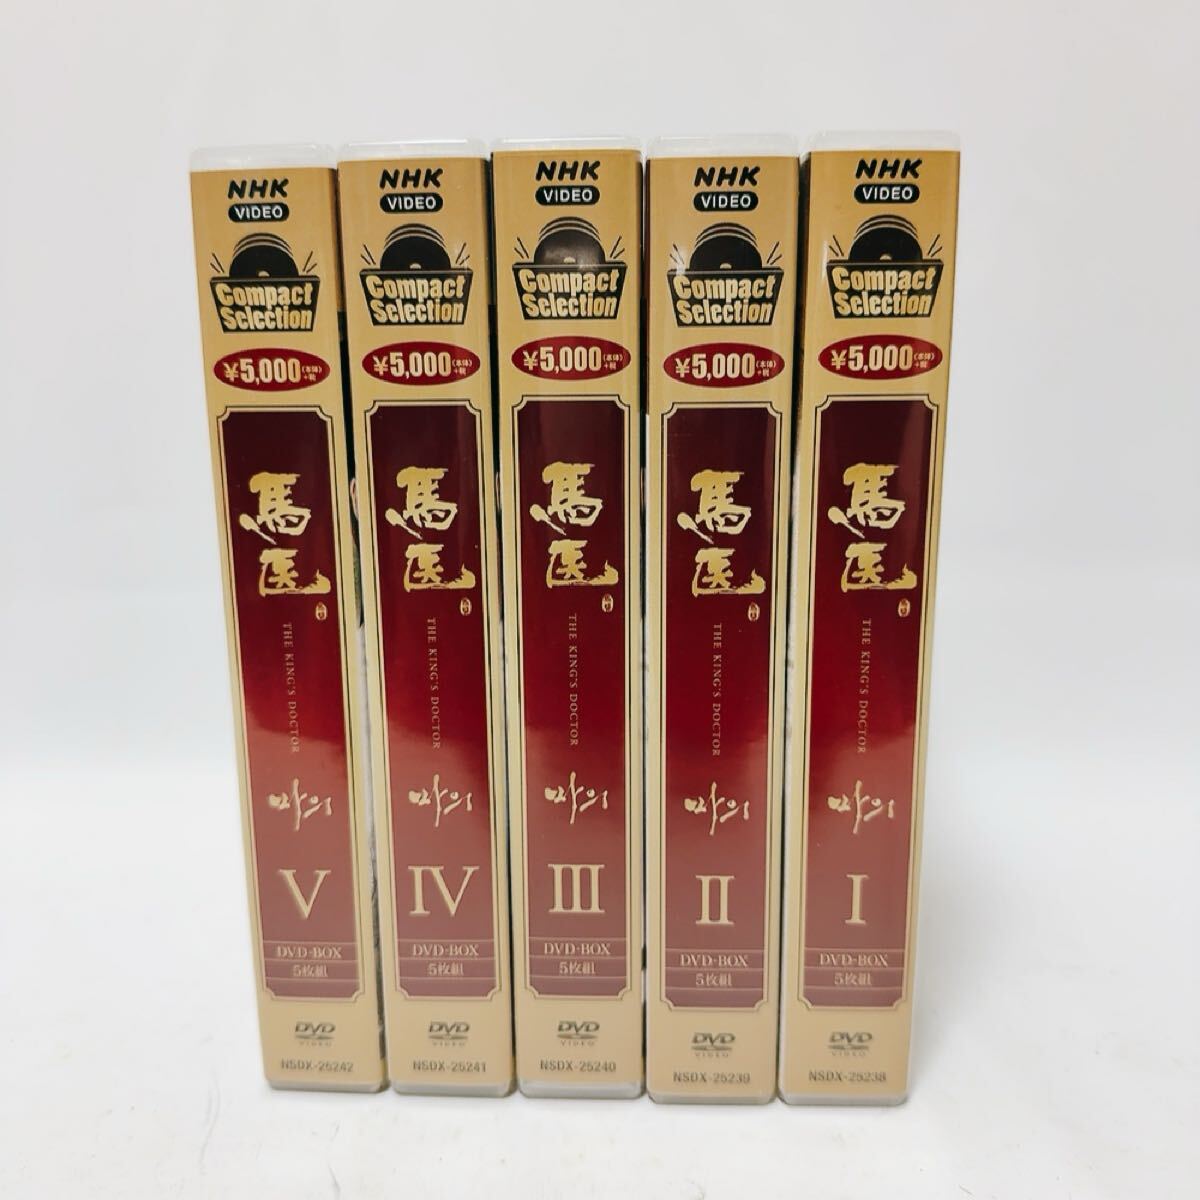 NHK
VIDEO
Compact
Selection
¥5,000〈本体〉+税
馬医
THE KING'S DOCTOR
마의
V
DVD-BOX
5枚組
DVD
VIDEO
NSDX-25242
NHK
VIDEO
Compact
Selection
¥5,000〈本体〉+税
馬医
THE KING'S DOCTOR
마의
IV
DVD-BOX
5枚組
DVD
VIDEO
NSDX-25241
NHK
VIDEO
Compact
Selection
¥5,000〈本体〉+税
馬医
THE KING'S DOCTOR
마의
III
DVD-BOX
5枚組
DVD
VIDEO
NSDX-25240
NHK
VIDEO
Compact
Selection
¥5,000〈本体〉+税
馬医
THE KING'S DOCTOR
마의
II
DVD-BOX
5枚組
DVD
VIDEO
NSDX-25239
NHK
VIDEO
Compact
Selection
¥5,000〈本体〉+税
馬医
THE KING'S DOCTOR
마의
I
DVD-BOX
5枚組
DVD
VIDEO
NSDX-25238